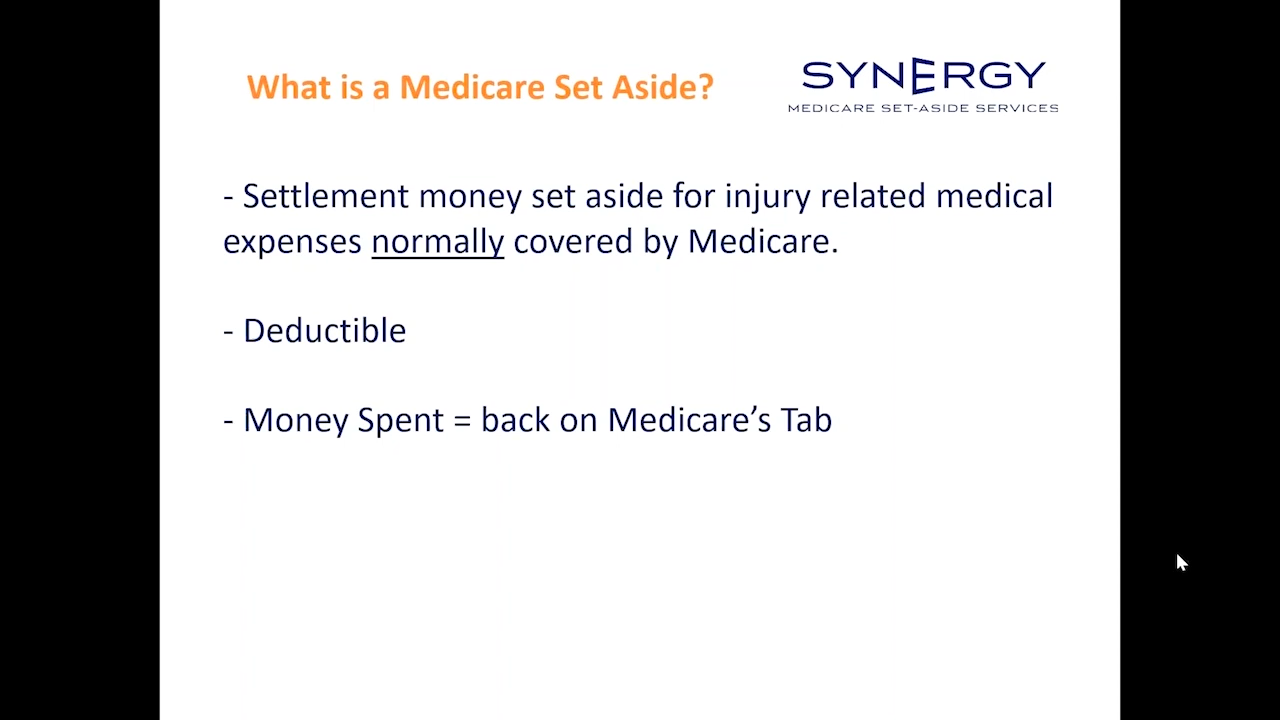 What is a Medicare Set Aside?
SYNERGY
MEDICARE SET-ASIDE SERVICES
- Settlement money set aside for injury related medical
expenses normally covered by Medicare.
- Deductible
- Money Spent = back on Medicare’s Tab